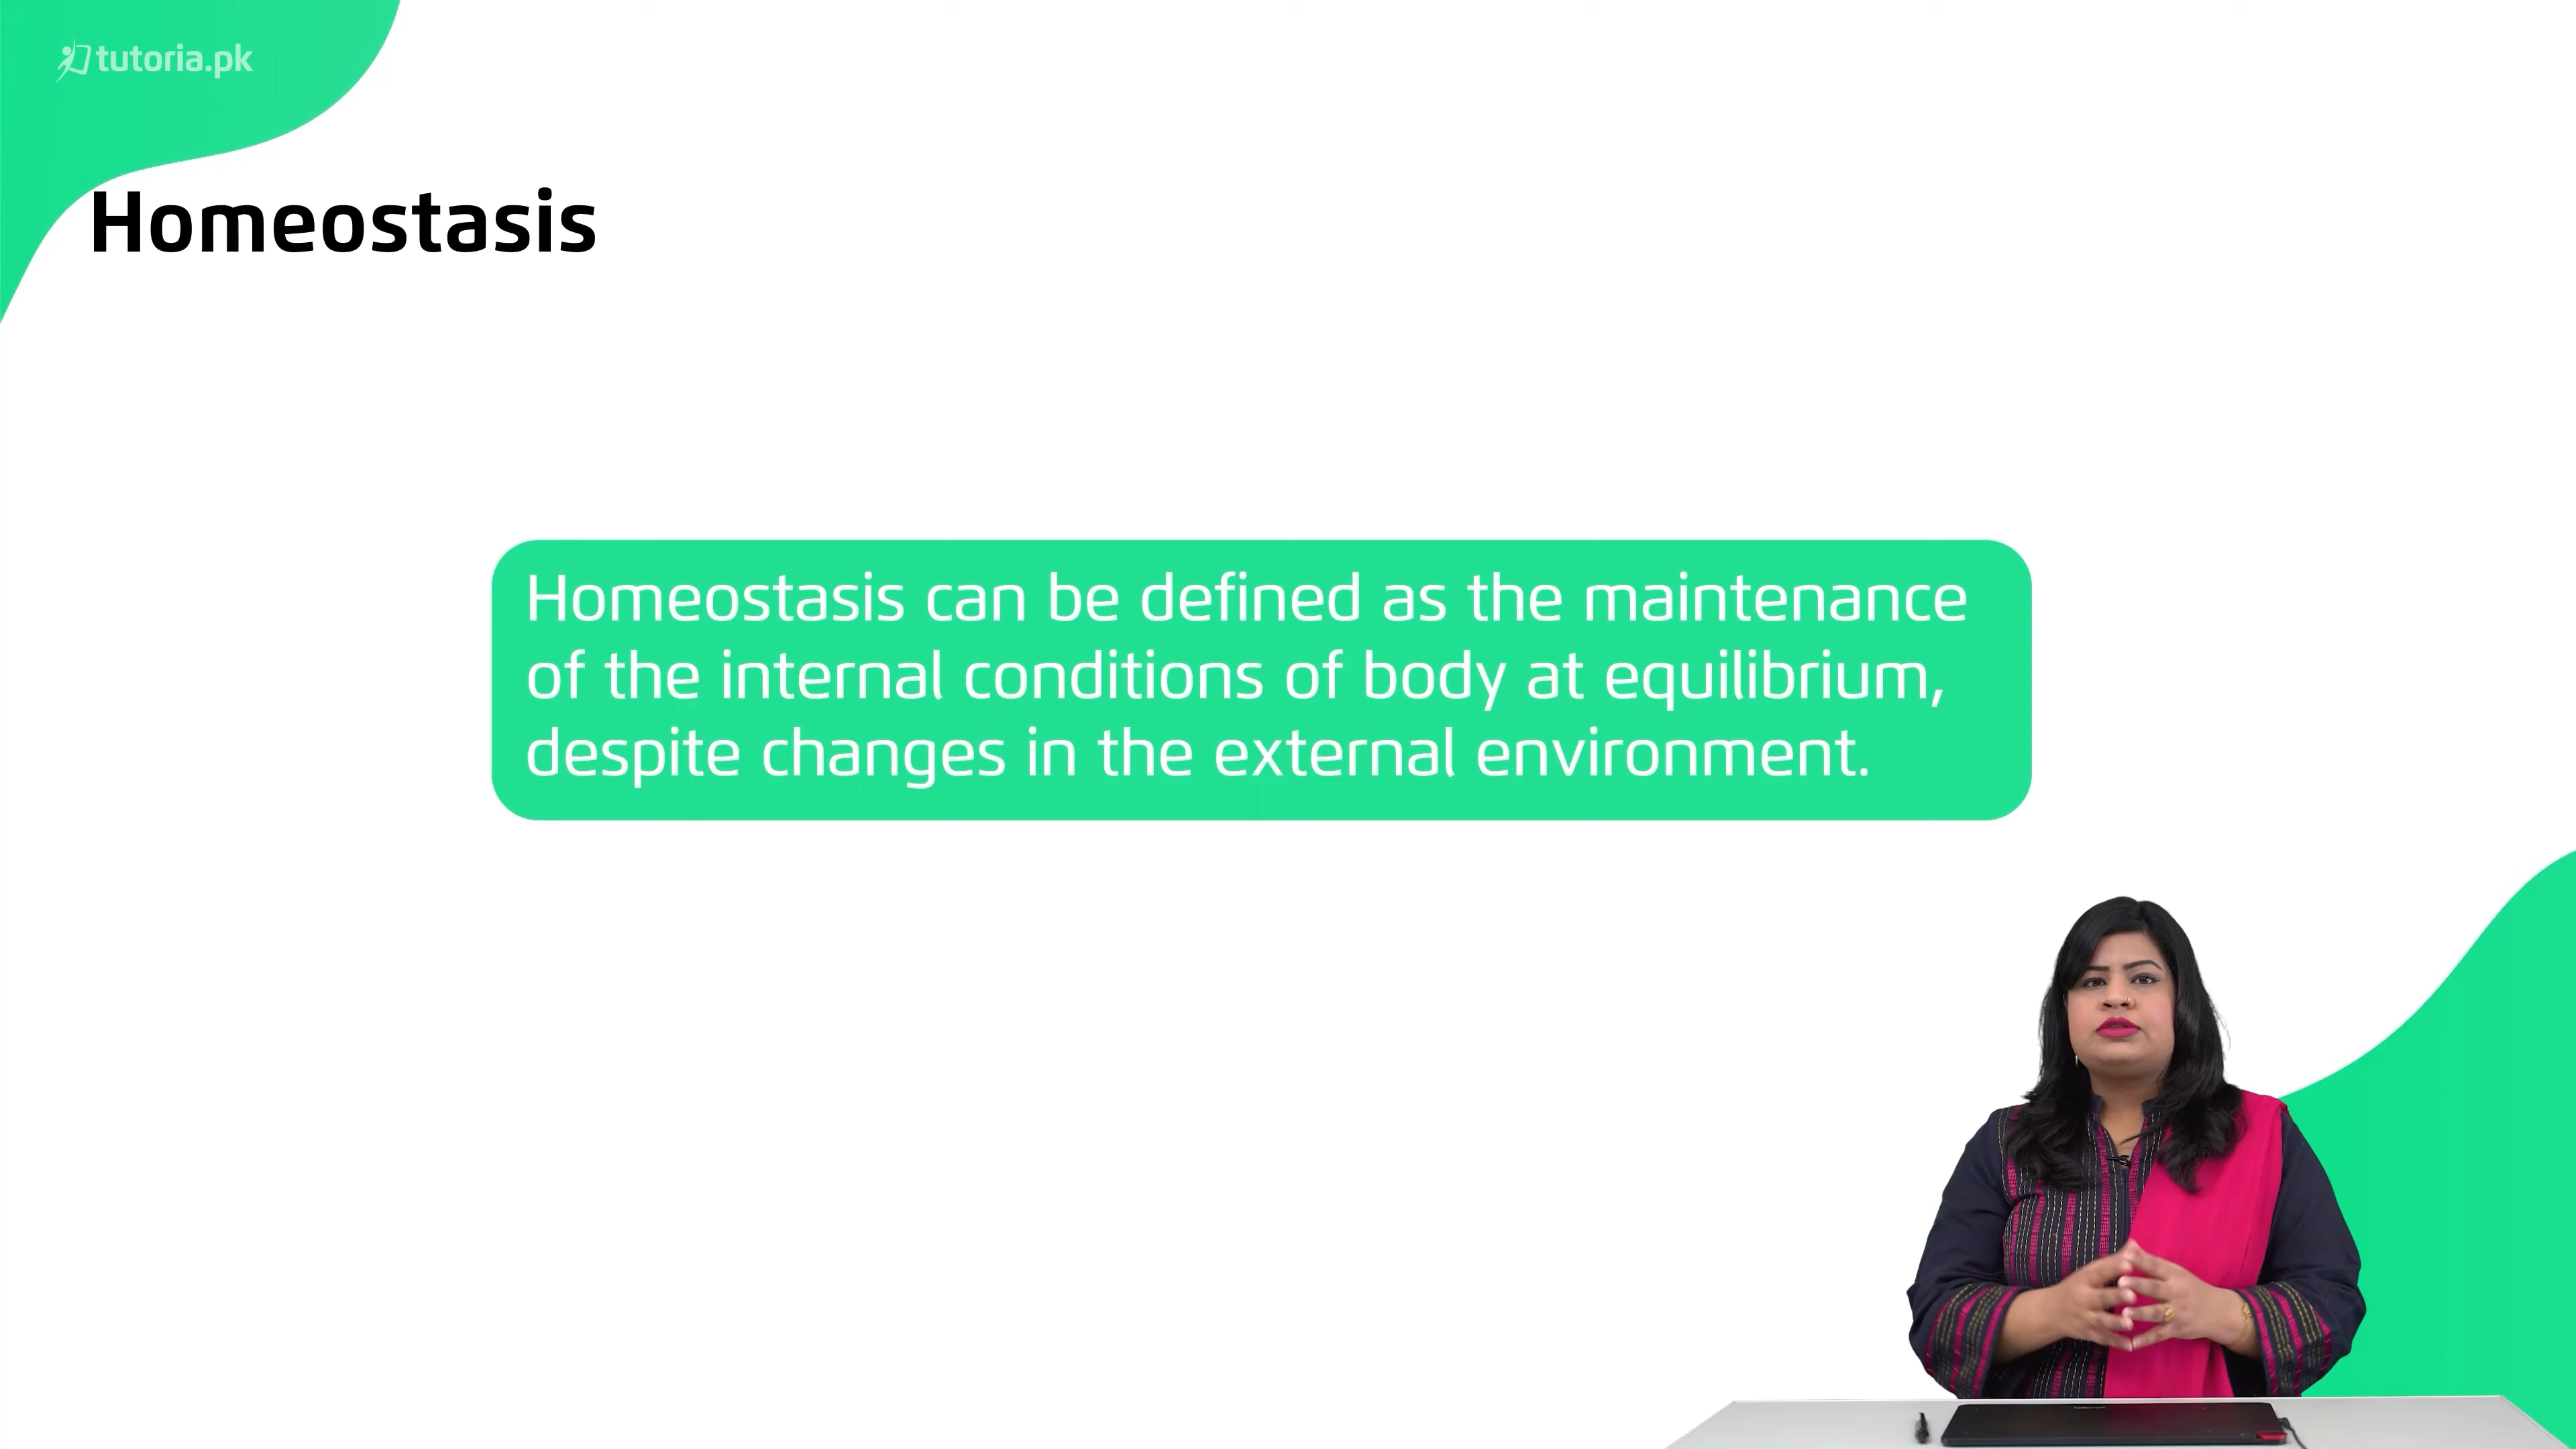 tutoria.pk
Homeostasis
Homeostasis can be defined as the maintenance
of the internal conditions of body at equilibrium,
despite changes in the external environment.